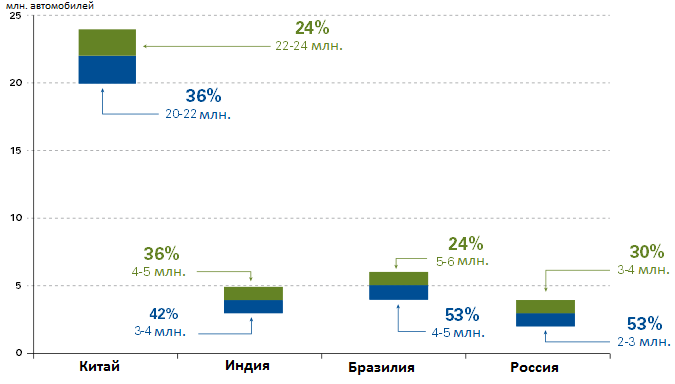 млн. автомобилей
25
24%
22-24 млн.
20
36%
20-22 млн.
15
10
36%
4-5 млн.
24%
5-6 млн.
30%
3-4 млн.
5
42%
3-4 млн.
53%
4-5 млн.
53%
2-3 млн.
0
Китай
Индия
Бразилия
Россия